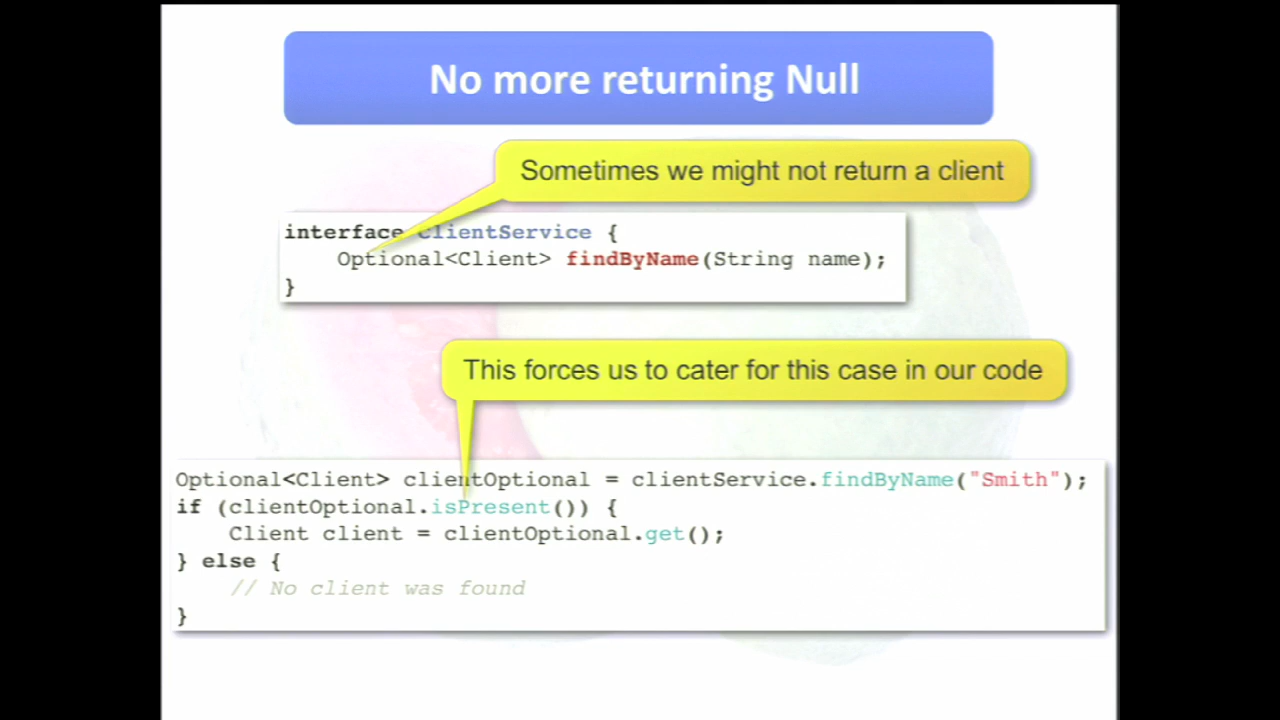 No more returning Null
Sometimes we might not return a client
interface ClientService {
    Optional<Client> findByName(String name);
}
This forces us to cater for this case in our code
Optional<Client> clientOptional = clientService.findByName("Smith");
if (clientOptional.isPresent()) {
    Client client = clientOptional.get();
} else {
    // No client was found
}